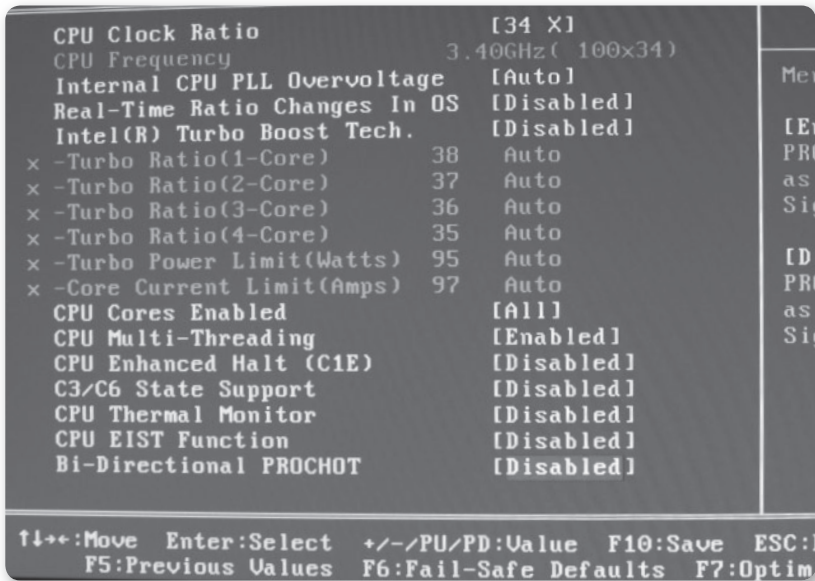 CPU Clock Ratio [34 X]
CPU Frequency 3.40GHz( 100x34)
Internal CPU PLL Overvoltage [Auto]
Real-Time Ratio Changes In OS [Disabled]
Intel(R) Turbo Boost Tech. [Disabled]
x -Turbo Ratio(1-Core) 38 Auto
x -Turbo Ratio(2-Core) 37 Auto
x -Turbo Ratio(3-Core) 36 Auto
x -Turbo Ratio(4-Core) 35 Auto
x -Turbo Power Limit(Watts) 95 Auto
x -Core Current Limit(Amps) 97 Auto
CPU Cores Enabled [All]
CPU Multi-Threading [Enabled]
CPU Enhanced Halt (C1E) [Disabled]
C3/C6 State Support [Disabled]
CPU Thermal Monitor [Disabled]
CPU EIST Function [Disabled]
Bi-Directional PROCHOT [Disabled]
as
as
↑↓→←:Move Enter:Select +/-/PU/PD:Value F10:Save ESC:
F5:Previous Values F6:Fail-Safe Defaults F7: